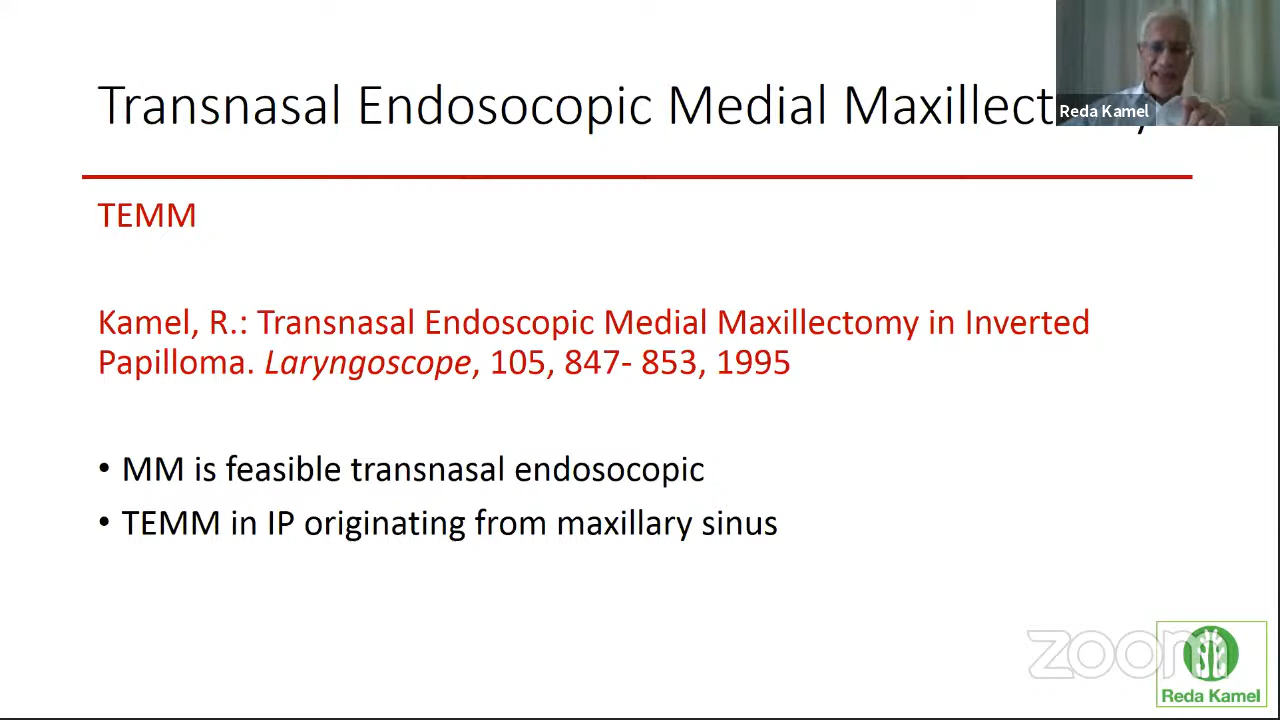 Transnasal Endosocopic Medial
Reda Kamel
TEMM
Kamel, R.: Transnasal Endoscopic Medial Maxillectomy in Inverted
Papilloma. Laryngoscope, 105, 847- 853, 1995
• MM is feasible transnasal endosocopic
• TEMM in IP originating from maxillary sinus
zoom
Reda Kamel